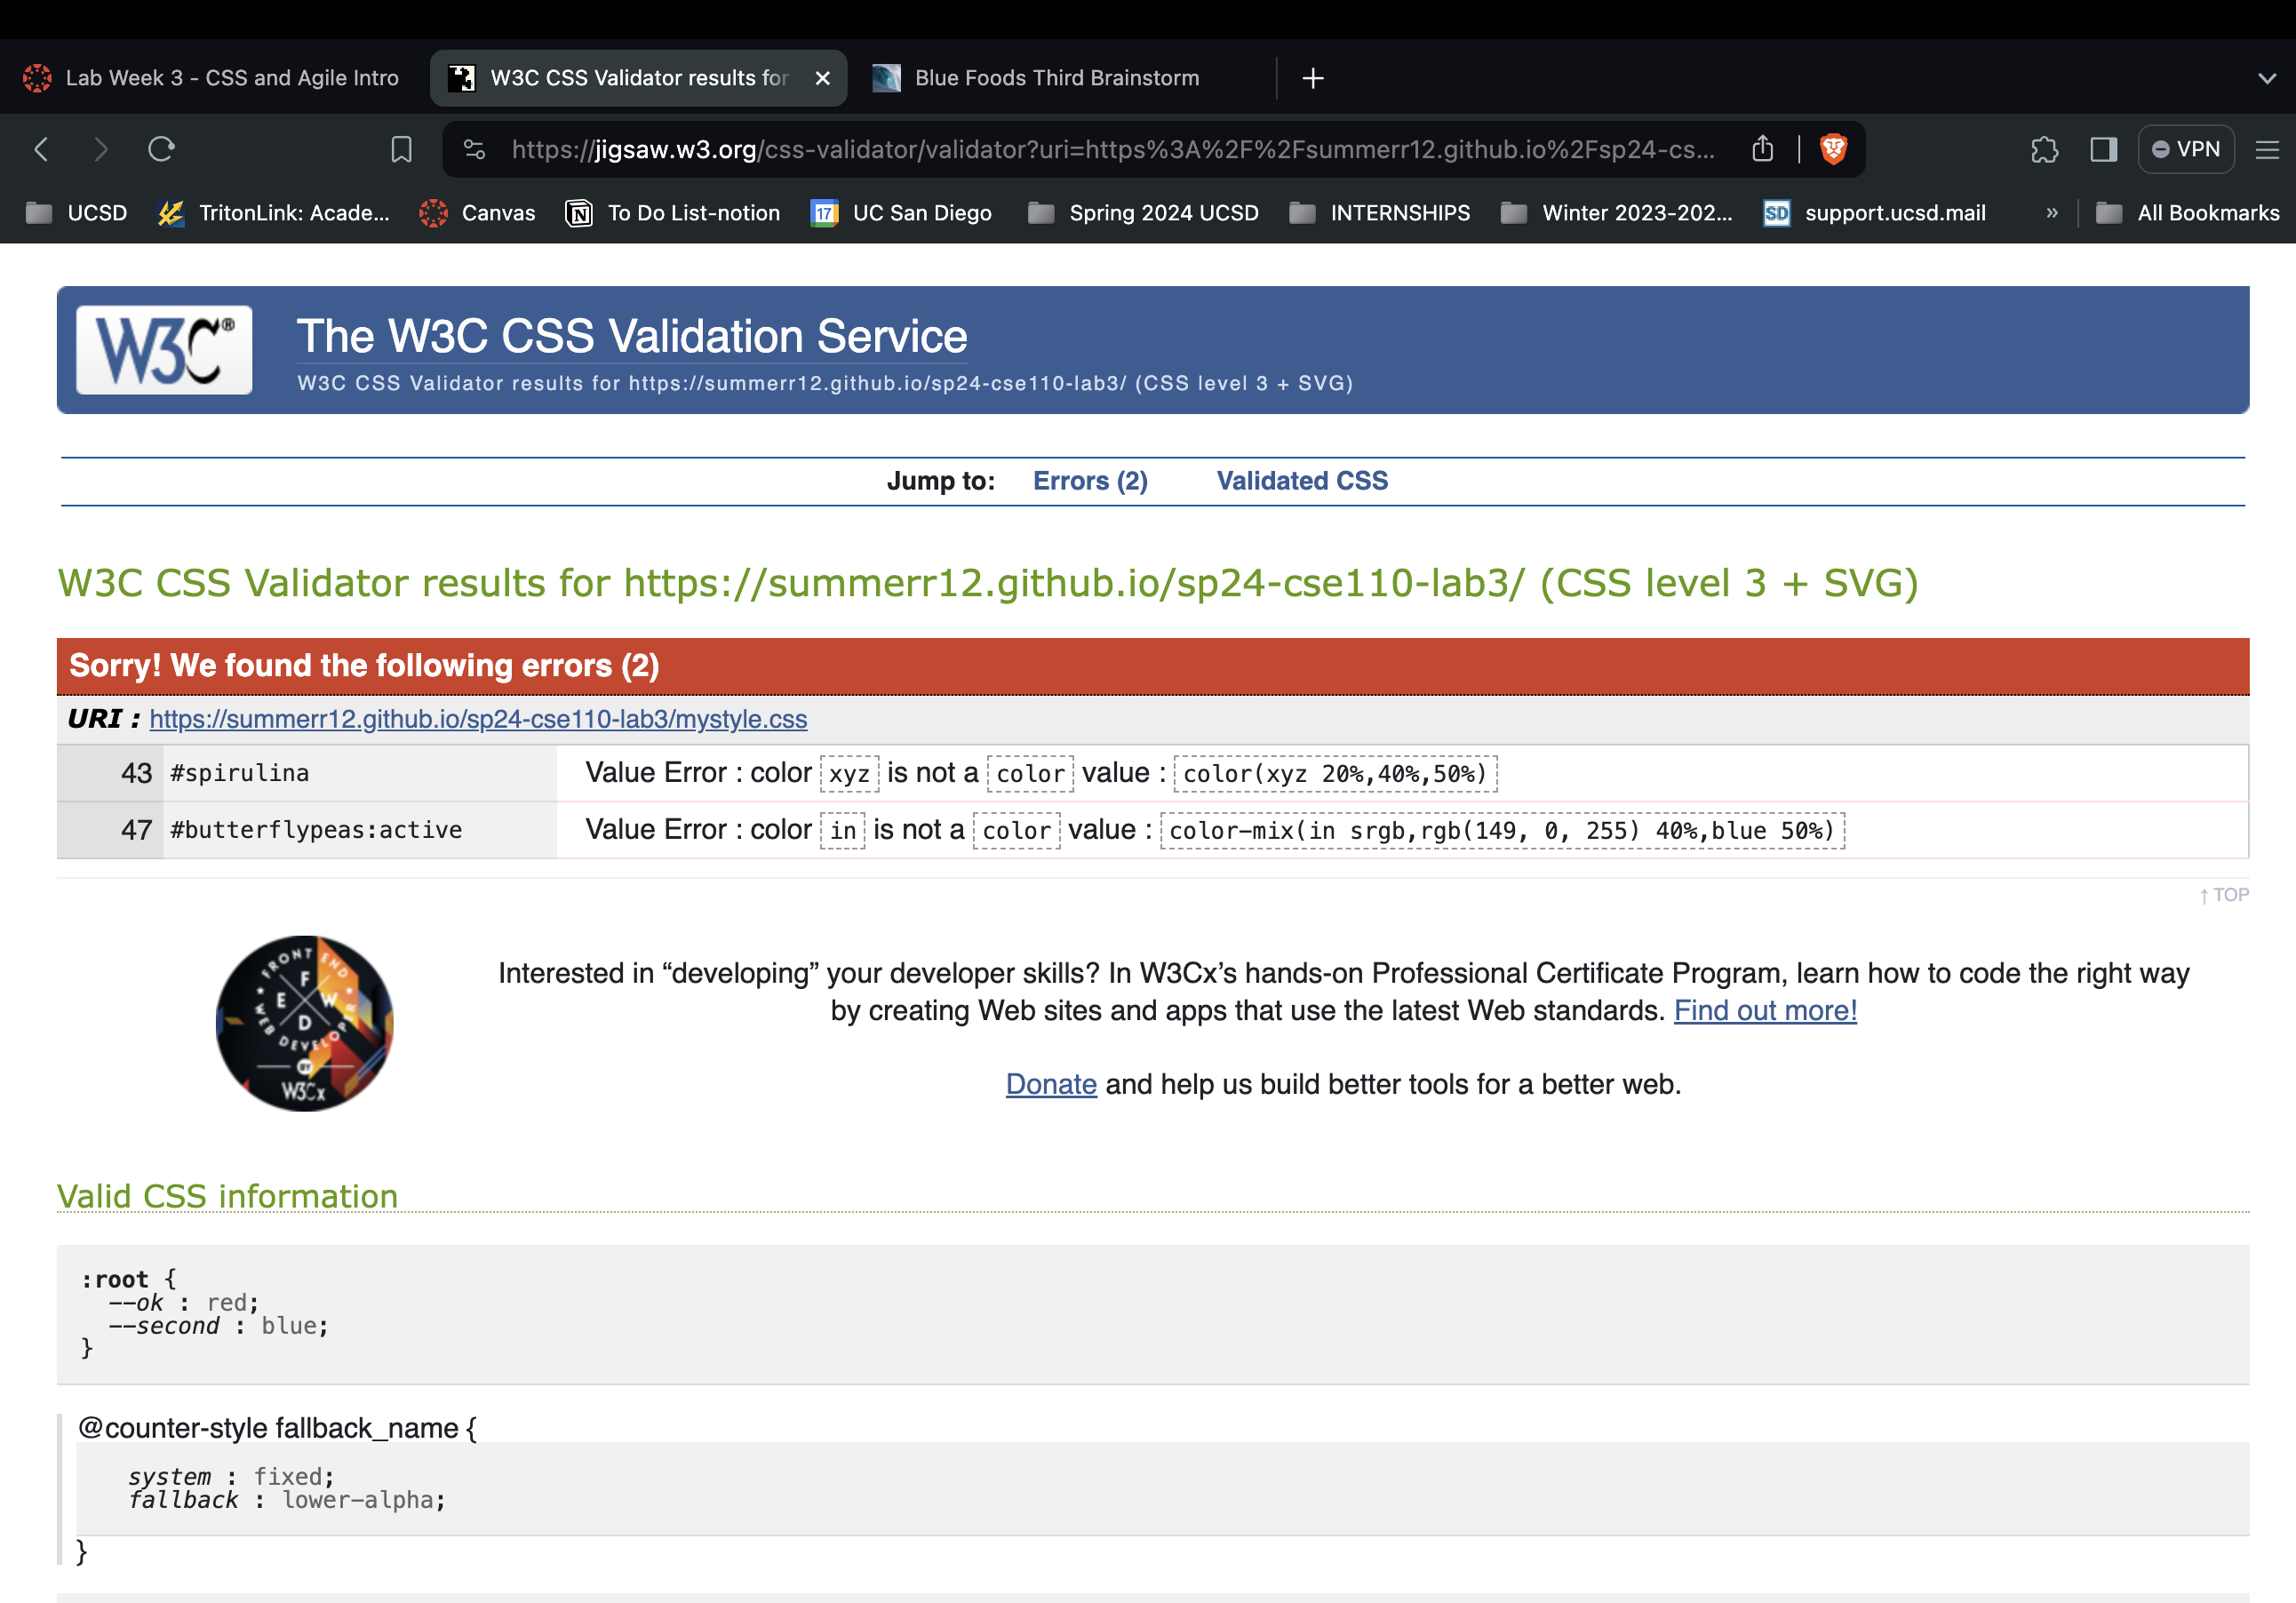 Lab Week 3 - CSS and Agile Intro
W3C CSS Validator results for
Blue Foods Third Brainstorm
https://jigsaw.w3.org/css-validator/validator?uri=https%3A%2F%2Fsummerr12.github.io%2Fsp24-cs...
VPN
UCSD
TritonLink: Acade...
Canvas
To Do List-notion
17
UC San Diego
Spring 2024 UCSD
INTERNSHIPS
Winter 2023-202...
SD
support.ucsd.mail
»
All Bookmarks
W3C®
The W3C CSS Validation Service
W3C CSS Validator results for https://summerr12.github.io/sp24-cse110-lab3/ (CSS level 3 + SVG)
Jump to: Errors (2) Validated CSS
W3C CSS Validator results for https://summerr12.github.io/sp24-cse110-lab3/ (CSS level 3 + SVG)
Sorry! We found the following errors (2)
URI : https://summerr12.github.io/sp24-cse110-lab3/mystyle.css
43 #spirulina Value Error : color xyz is not a color value : color(xyz 20%,40%,50%)
47 #butterflypeas:active Value Error : color in is not a color value : color-mix(in srgb,rgb(149, 0, 255) 40%,blue 50%)
↑ TOP
FRONT END
F
E W
D
WEB DEVELOPER
BY
W3Cx
Interested in “developing” your developer skills? In W3Cx’s hands-on Professional Certificate Program, learn how to code the right way
by creating Web sites and apps that use the latest Web standards. Find out more!
Donate and help us build better tools for a better web.
Valid CSS information
:root {
--ok : red;
--second : blue;
}
@counter-style fallback_name {
system : fixed;
fallback : lower-alpha;
}